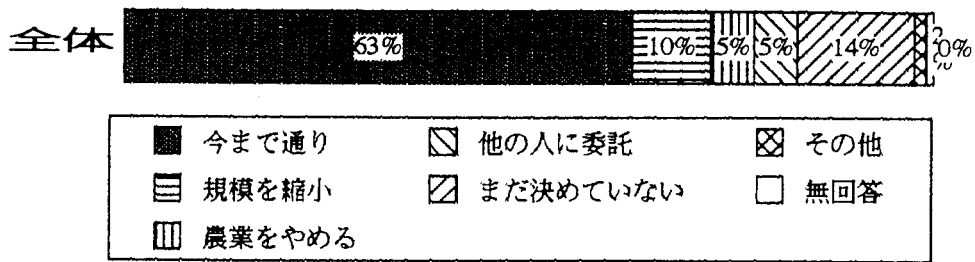 全体 63% 10% 5% 5% 14% 0%
今まで通り 他の人に委託 その他
規模を縮小 まだ決めていない 無回答
農業をやめる